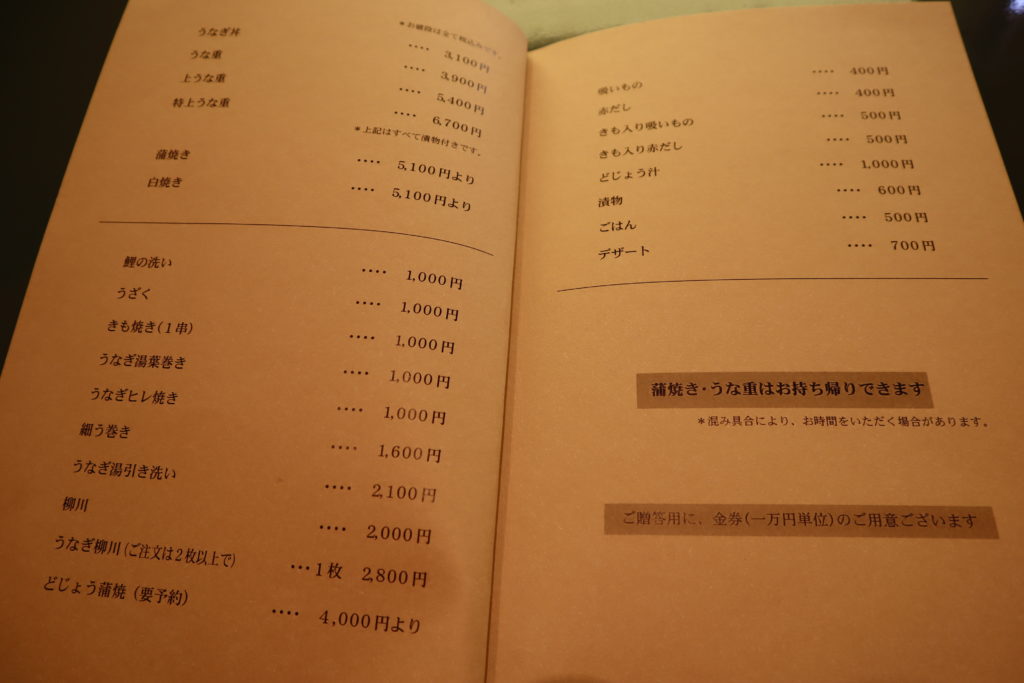 ＊お値段は全て税込みです。
うなぎ丼 ････ 3,100円
うな重 ････ 3,900円
上うな重 ････ 5,400円
特上うな重 ････ 6,700円
＊上記はすべて漬物付きです。
蒲焼き ････ 5,100円より
白焼き ････ 5,100円より
鯉の洗い ････ 1,000円
うざく ････ 1,000円
きも焼き(１串) ････ 1,000円
うなぎ湯葉巻き ････ 1,000円
うなぎヒレ焼き ････ 1,000円
細う巻き ････ 1,600円
うなぎ湯引き洗い ････ 2,100円
柳川 ････ 2,000円
うなぎ柳川(ご注文は２枚以上で) ･･･１枚 2,800円
どじょう蒲焼（要予約） ････ 4,000円より
吸いもの ････ 400円
赤だし ････ 400円
きも入り吸いもの ････ 500円
きも入り赤だし ････ 500円
どじょう汁 ････ 1,000円
漬物 ････ 600円
ごはん ････ 500円
デザート ････ 700円
蒲焼き･うな重はお持ち帰りできます
＊混み具合により、お時間をいただく場合があります。
ご贈答用に、金券(一万円単位)のご用意ございます